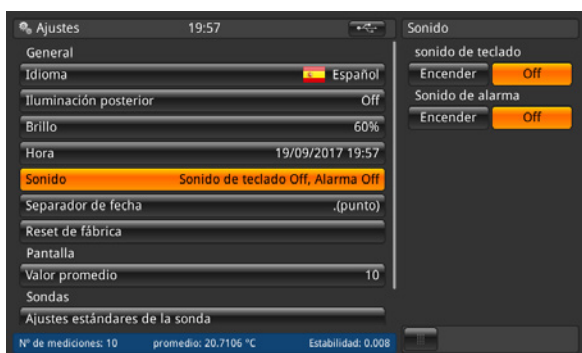 Ajustes 19:57
General
Idioma Español
Iluminación posterior Off
Brillo 60%
Hora 19/09/2017 19:57
Sonido Sonido de teclado Off, Alarma Off
Separador de fecha .(punto)
Reset de fábrica
Pantalla
Valor promedio 10
Sondas
Ajustes estándares de la sonda
Nº de mediciones: 10 promedio: 20.7106 °C Estabilidad: 0.008
Sonido
sonido de teclado
Encender Off
Sonido de alarma
Encender Off